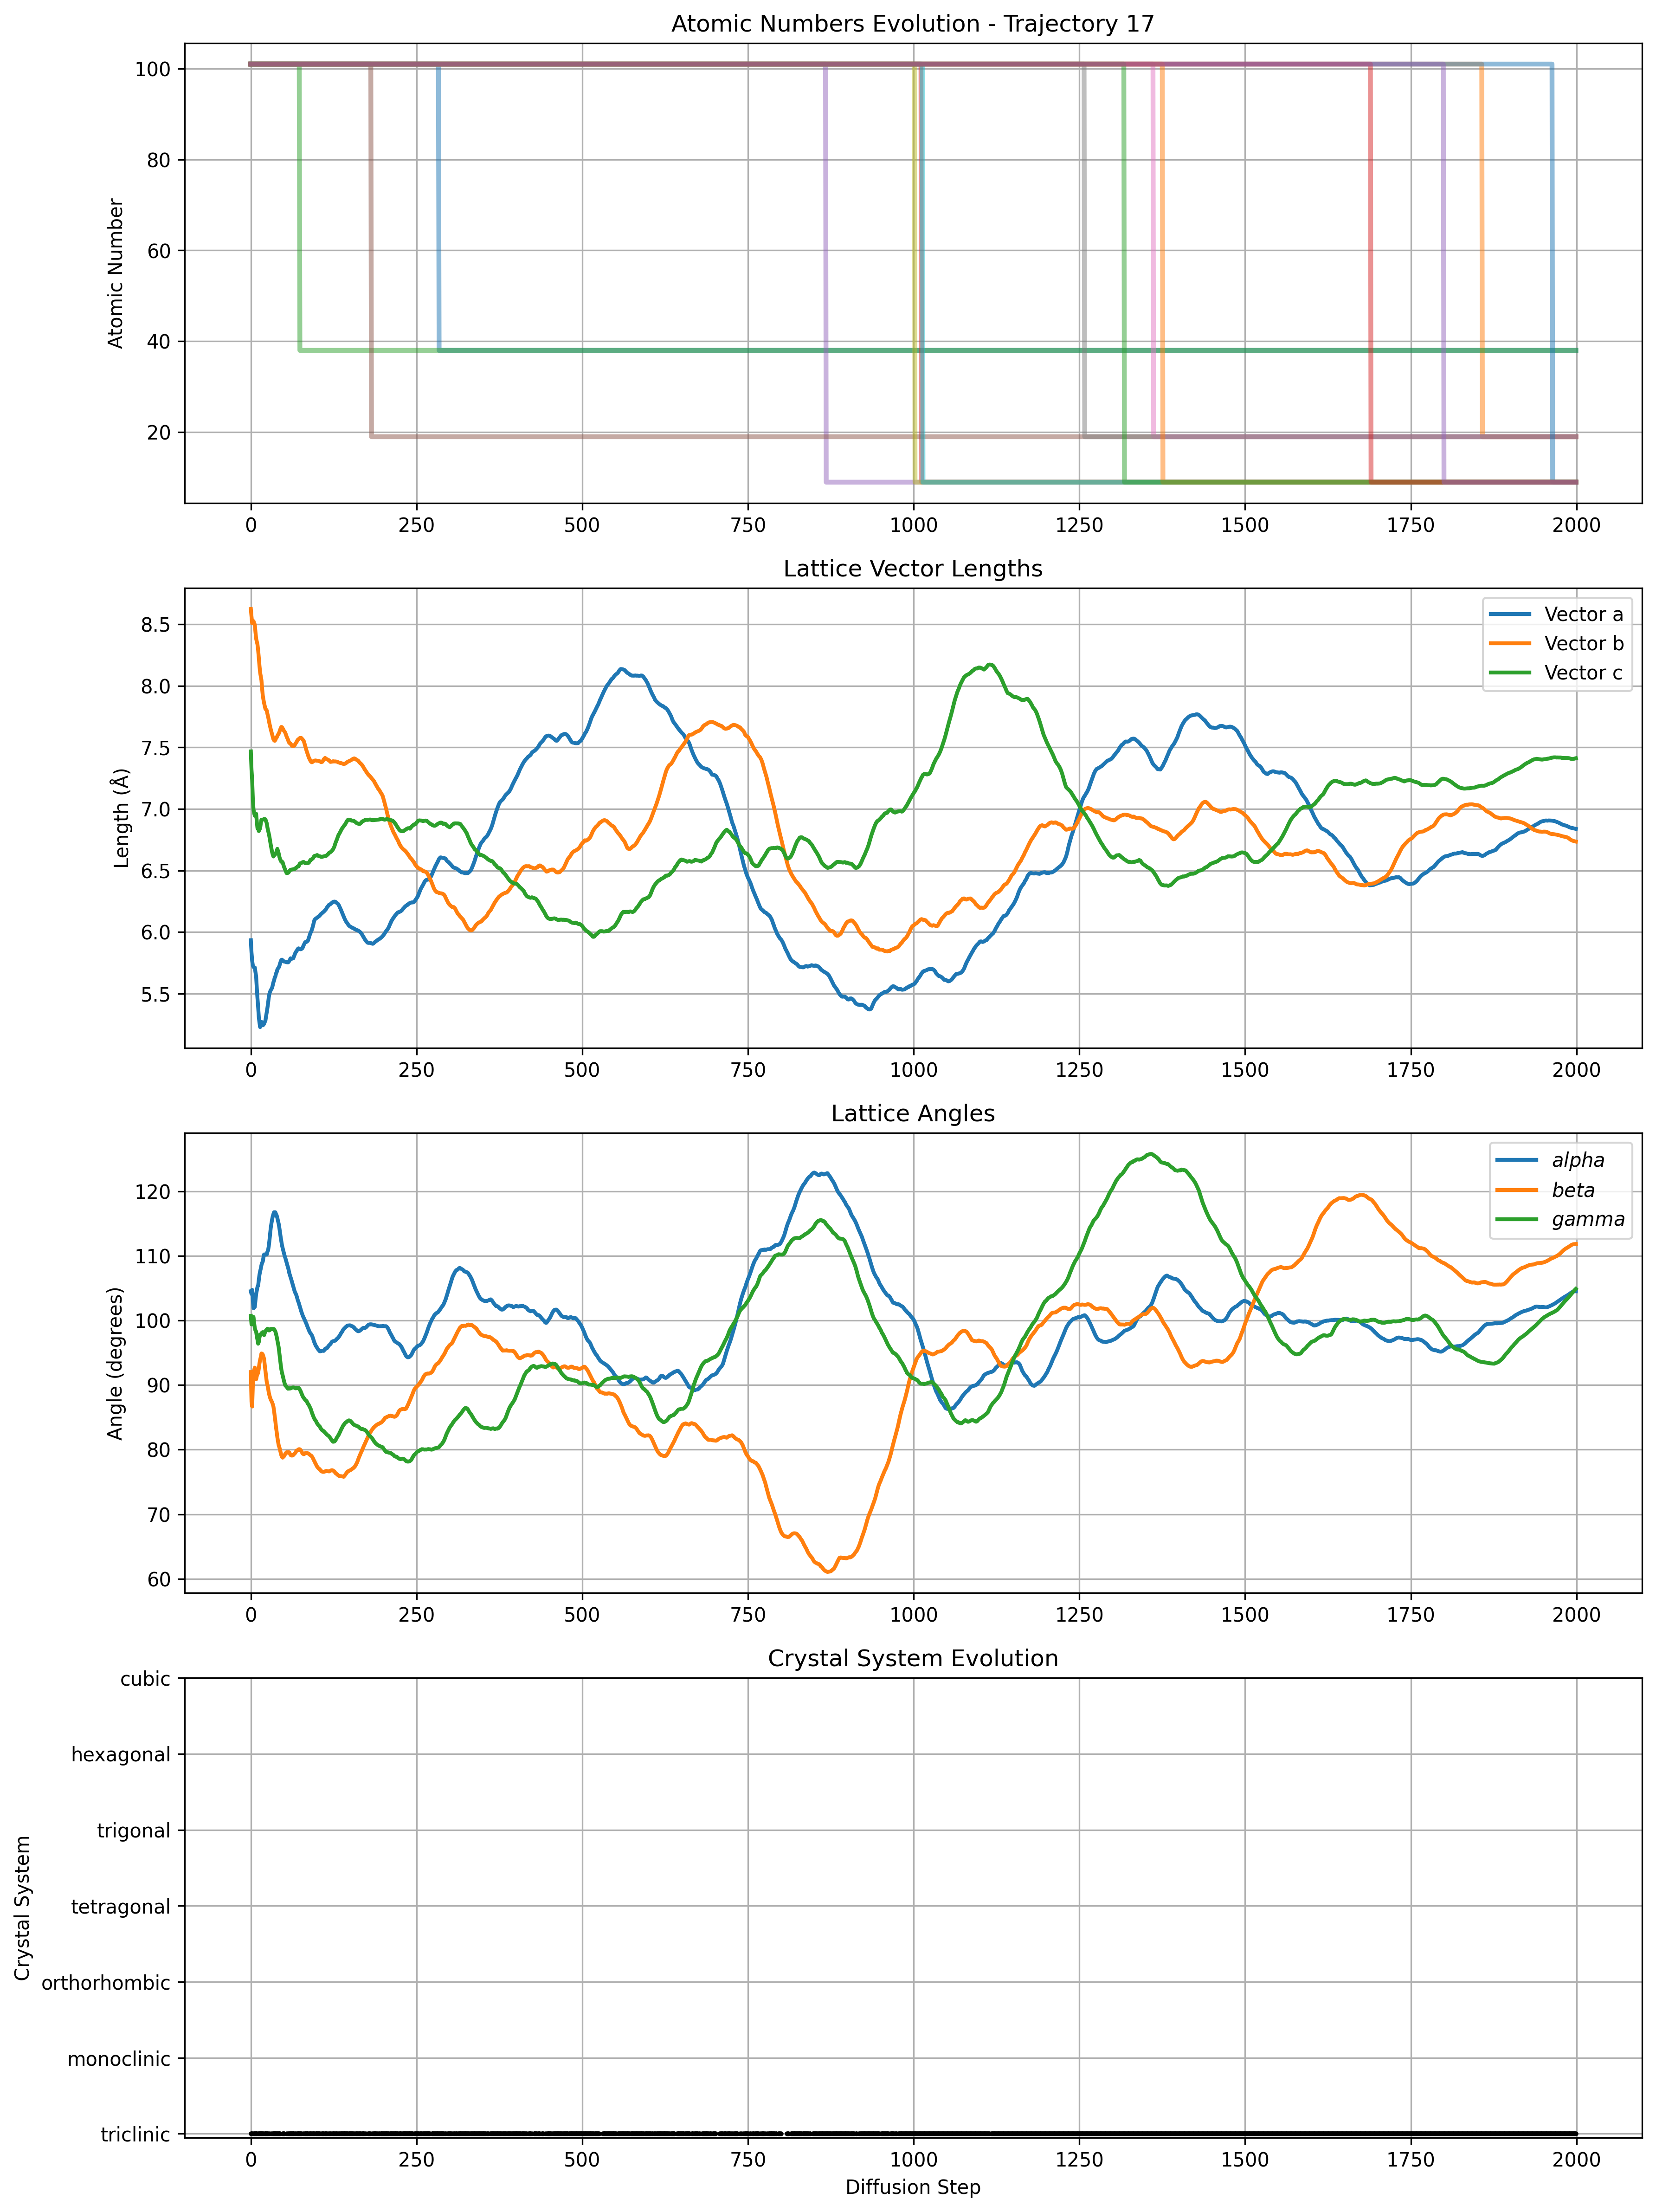 Atomic Numbers Evolution - Trajectory 17
Atomic Number
100
80
60
40
20
0 250 500 750 1000 1250 1500 1750 2000
Lattice Vector Lengths
Length (Å)
8.5
8.0
7.5
7.0
6.5
6.0
5.5
Vector a
Vector b
Vector c
0 250 500 750 1000 1250 1500 1750 2000
Lattice Angles
Angle (degrees)
120
110
100
90
80
70
60
alpha
beta
gamma
0 250 500 750 1000 1250 1500 1750 2000
Crystal System Evolution
Crystal System
cubic
hexagonal
trigonal
tetragonal
orthorhombic
monoclinic
triclinic
0 250 500 750 1000 1250 1500 1750 2000
Diffusion Step